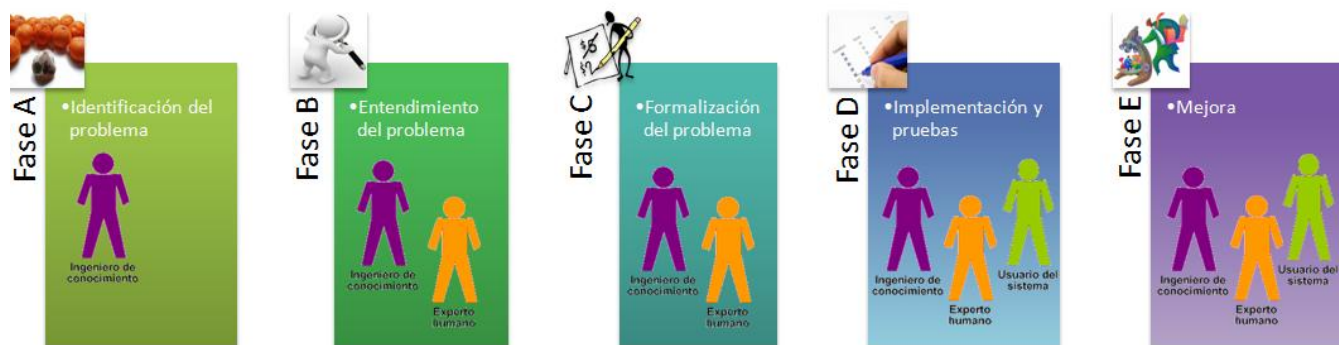 Fase A
•Identificación del
problema
Ingeniero de
conocimiento
Fase B
•Entendimiento
del problema
Ingeniero de
conocimiento
Experto
humano
Fase C
•Formalización
del problema
Ingeniero de
conocimiento
Experto
humano
Fase D
•Implementación y
pruebas
Ingeniero de
conocimiento
Experto
humano
Usuario del
sistema
Fase E
•Mejora
Ingeniero de
conocimiento
Experto
humano
Usuario del
sistema